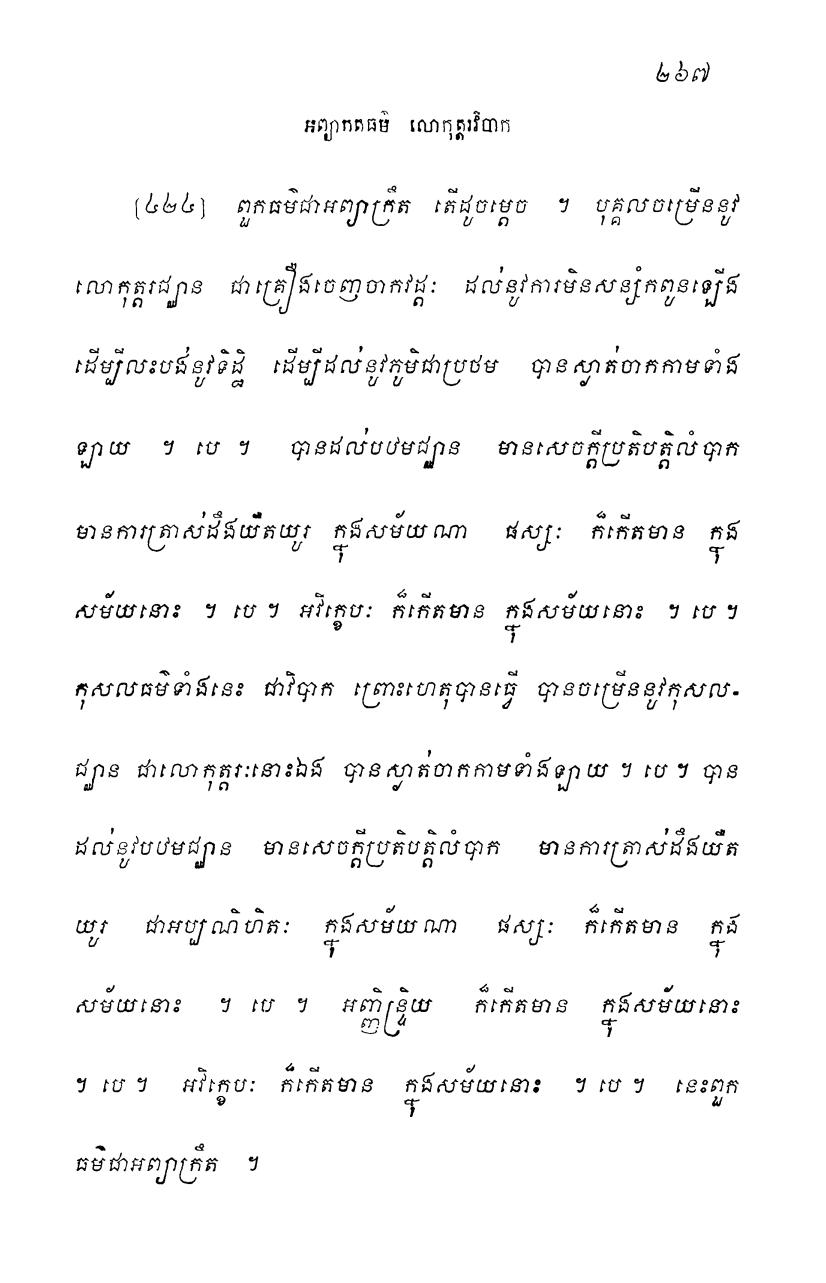 ២៦៧
អព្យាកតធម៌ លោកុត្តរវិបាក
[៤២៤] ពួកធម៌ជាអព្យាក្រឹត តើដូចម្ដេច ។ បុគ្គលចម្រើននូវ
លោកុត្តរជ្ឈាន ជាគ្រឿងចេញចាកវដ្តៈ ដល់នូវការមិនសន្សំកពូនឡើង
ដើម្បីលះបង់នូវទិដ្ឋិ ដើម្បីដល់នូវភូមិជាប្រថម បានស្ងាត់ចាកកាមទាំង
ឡាយ ។ បេ ។ បានដល់បឋមជ្ឈាន មានសេចក្ដីប្រតិបត្តិលំបាក
មានការត្រាស់ដឹងយឺតយូរ ក្នុងសម័យណា ផស្សៈ ក៏កើតមាន ក្នុង
សម័យនោះ ។ បេ ។ អវិក្ខេបៈ ក៏កើតមាន ក្នុងសម័យនោះ ។ បេ ។
កុសលធម៌ទាំងនេះ ជាវិបាក ព្រោះហេតុបានធ្វើ បានចម្រើននូវកុសល-
ជ្ឈាន ជាលោកុត្តរៈនោះឯង បានស្ងាត់ចាកកាមទាំងឡាយ ។ បេ ។ បាន
ដល់នូវបឋមជ្ឈាន មានសេចក្ដីប្រតិបត្តិលំបាក មានការត្រាស់ដឹងយឺត
យូរ ជាអប្បណិហិតៈ ក្នុងសម័យណា ផស្សៈ ក៏កើតមាន ក្នុង
សម័យនោះ ។ បេ ។ អញ្ញិន្ទ្រិយ ក៏កើតមាន ក្នុងសម័យនោះ
។ បេ ។ អវិក្ខេបៈ ក៏កើតមាន ក្នុងសម័យនោះ ។ បេ ។ នេះពួក
ធម៌ជាអព្យាក្រឹត ។